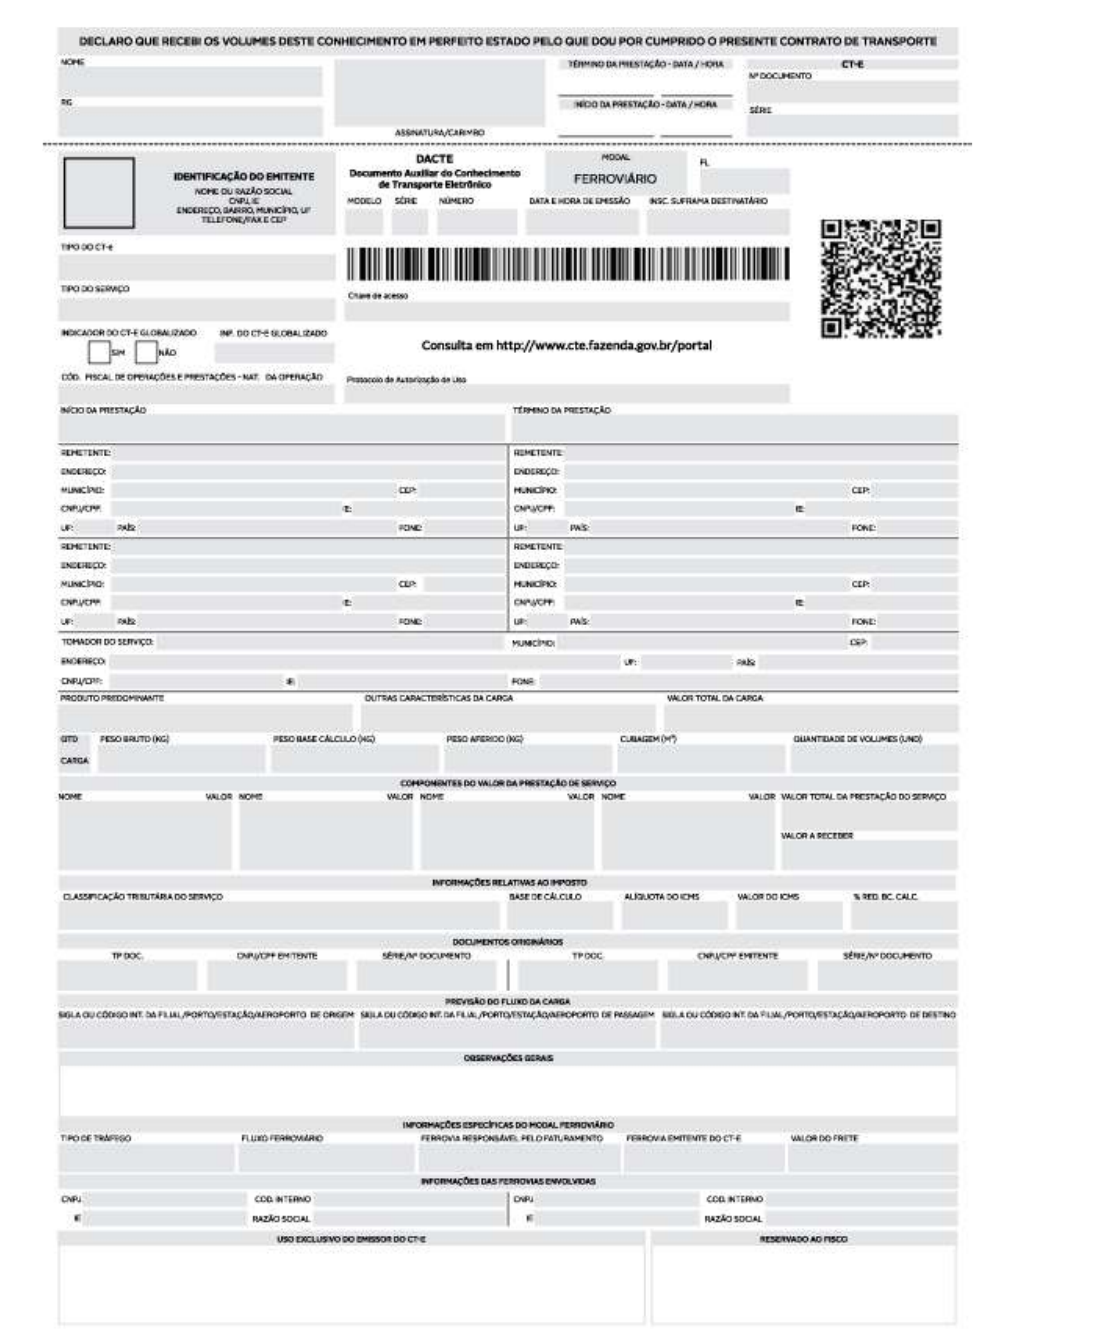 DECLARO QUE RECEBI OS VOLUMES DESTE CONHECIMENTO EM PERFEITO ESTADO PELO QUE DOU POR CUMPRIDO O PRESENTE CONTRATO DE TRANSPORTE
NOME
TÉRMINO DA PRESTAÇÃO - DATA / HORA
CT-E
Nº DOCUMENTO
RG
INÍCIO DA PRESTAÇÃO - DATA / HORA
SÉRIE
ASSINATURA/CARIMBO
IDENTIFICAÇÃO DO EMITENTE
NOME OU RAZÃO SOCIAL
CNPJ, IE
ENDEREÇO, BAIRRO, MUNICÍPIO, UF
TELEFONE/FAX E CEP
DACTE
Documento Auxiliar do Conhecimento
de Transporte Eletrônico
MODAL
FERROVIÁRIO
FL
MODELO SÉRIE NÚMERO DATA E HORA DE EMISSÃO INSC. SUFRAMA DESTINATÁRIO
TIPO DO CT-e
TIPO DO SERVIÇO
Chave de acesso
INDICADOR DO CT-E GLOBALIZADO INF. DO CT-E GLOBALIZADO
SIM NÃO
Consulta em http://www.cte.fazenda.gov.br/portal
CÓD. FISCAL DE OPERAÇÕES E PRESTAÇÕES - NAT. DA OPERAÇÃO
Protocolo de Autorização de Uso
INÍCIO DA PRESTAÇÃO TÉRMINO DA PRESTAÇÃO
REMETENTE: REMETENTE:
ENDEREÇO: ENDEREÇO:
MUNICÍPIO: CEP: MUNICÍPIO: CEP:
CNPJ/CPF: IE: CNPJ/CPF: IE:
UF: PAÍS: FONE: UF: PAÍS: FONE:
REMETENTE: REMETENTE:
ENDEREÇO: ENDEREÇO:
MUNICÍPIO: CEP: MUNICÍPIO: CEP:
CNPJ/CPF: IE: CNPJ/CPF: IE:
UF: PAÍS: FONE: UF: PAÍS: FONE:
TOMADOR DO SERVIÇO: MUNICÍPIO: CEP:
ENDEREÇO: UF: PAÍS:
CNPJ/CPF: IE: FONE:
PRODUTO PREDOMINANTE OUTRAS CARACTERÍSTICAS DA CARGA VALOR TOTAL DA CARGA
QTD PESO BRUTO (KG) PESO BASE CÁLCULO (KG) PESO AFERIDO (KG) CUBAGEM (M³) QUANTIDADE DE VOLUMES (UND)
CARGA
COMPONENTES DO VALOR DA PRESTAÇÃO DE SERVIÇO
NOME VALOR NOME VALOR NOME VALOR NOME VALOR VALOR TOTAL DA PRESTAÇÃO DO SERVIÇO
VALOR A RECEBER
INFORMAÇÕES RELATIVAS AO IMPOSTO
CLASSIFICAÇÃO TRIBUTÁRIA DO SERVIÇO BASE DE CÁLCULO ALÍQUOTA DO ICMS VALOR DO ICMS % RED. BC. CALC.
DOCUMENTOS ORIGINÁRIOS
TP DOC. CNPJ/CPF EMITENTE SÉRIE/Nº DOCUMENTO TP DOC. CNPJ/CPF EMITENTE SÉRIE/Nº DOCUMENTO
PREVISÃO DO FLUXO DA CARGA
SIGLA OU CÓDIGO INT. DA FILIAL/PORTO/ESTAÇÃO/AEROPORTO DE ORIGEM SIGLA OU CÓDIGO INT. DA FILIAL/PORTO/ESTAÇÃO/AEROPORTO DE PASSAGEM SIGLA OU CÓDIGO INT. DA FILIAL/PORTO/ESTAÇÃO/AEROPORTO DE DESTINO
OBSERVAÇÕES GERAIS
INFORMAÇÕES ESPECÍFICAS DO MODAL FERROVIÁRIO
TIPO DE TRÁFEGO FLUXO FERROVIÁRIO FERROVIA RESPONSÁVEL PELO FATURAMENTO FERROVIA EMITENTE DO CT-E VALOR DO FRETE
INFORMAÇÕES DAS FERROVIAS ENVOLVIDAS
CNPJ COD. INTERNO CNPJ COD. INTERNO
IE RAZÃO SOCIAL IE RAZÃO SOCIAL
USO EXCLUSIVO DO EMISSOR DO CT-E RESERVADO AO FISCO